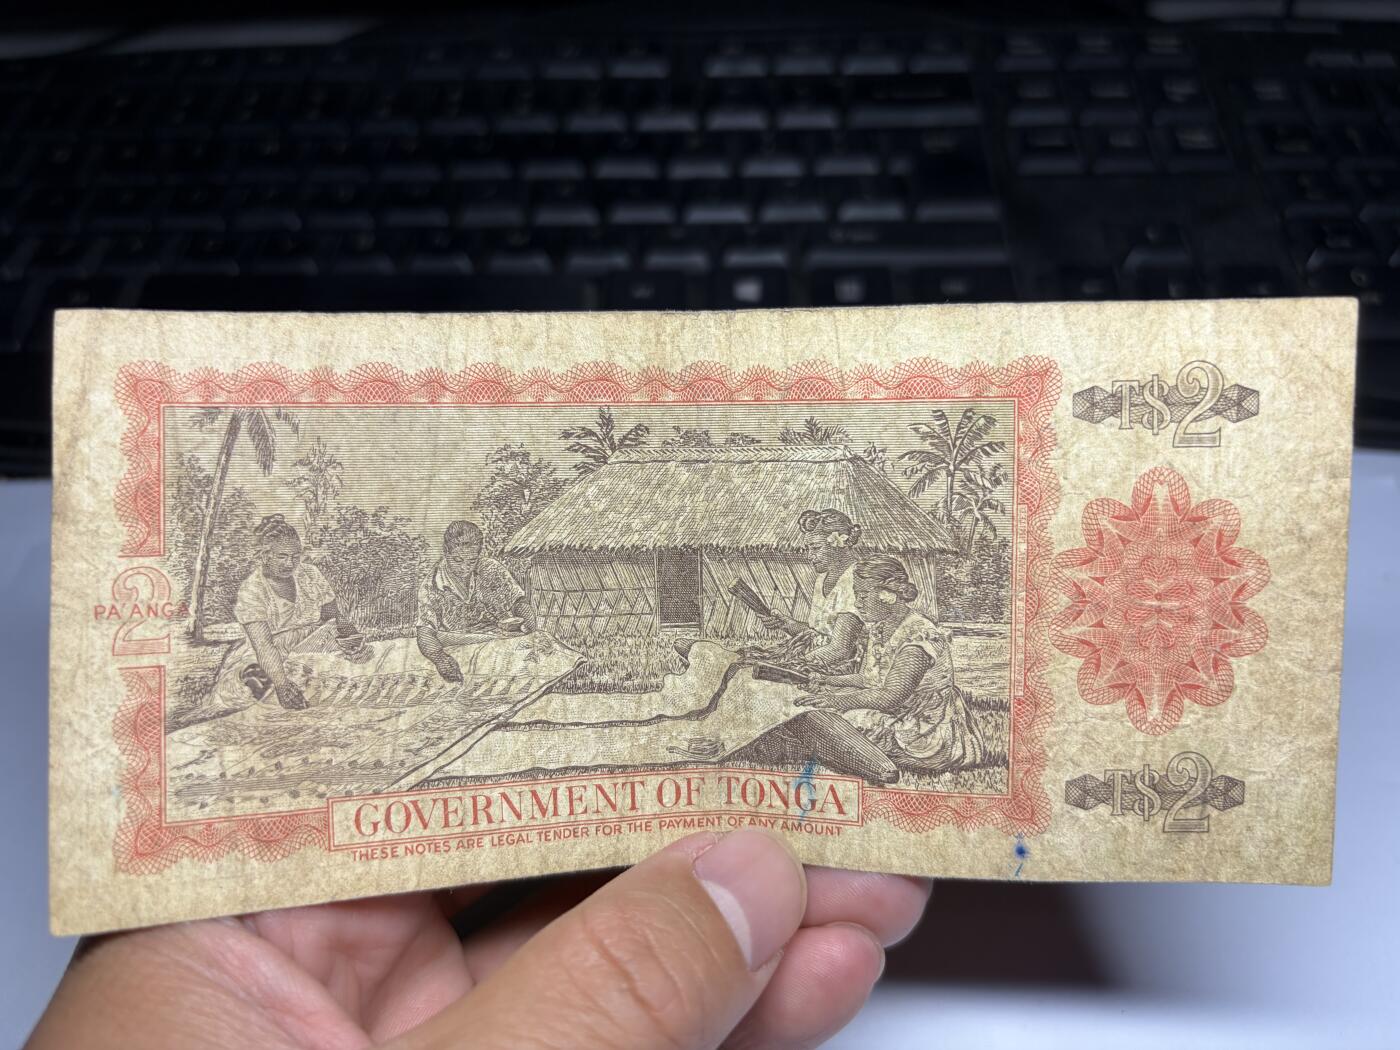 T$2
2
PA'ANGA
T$2
GOVERNMENT OF TONGA
THESE NOTES ARE LEGAL TENDER FOR THE PAYMENT OF ANY AMOUNT